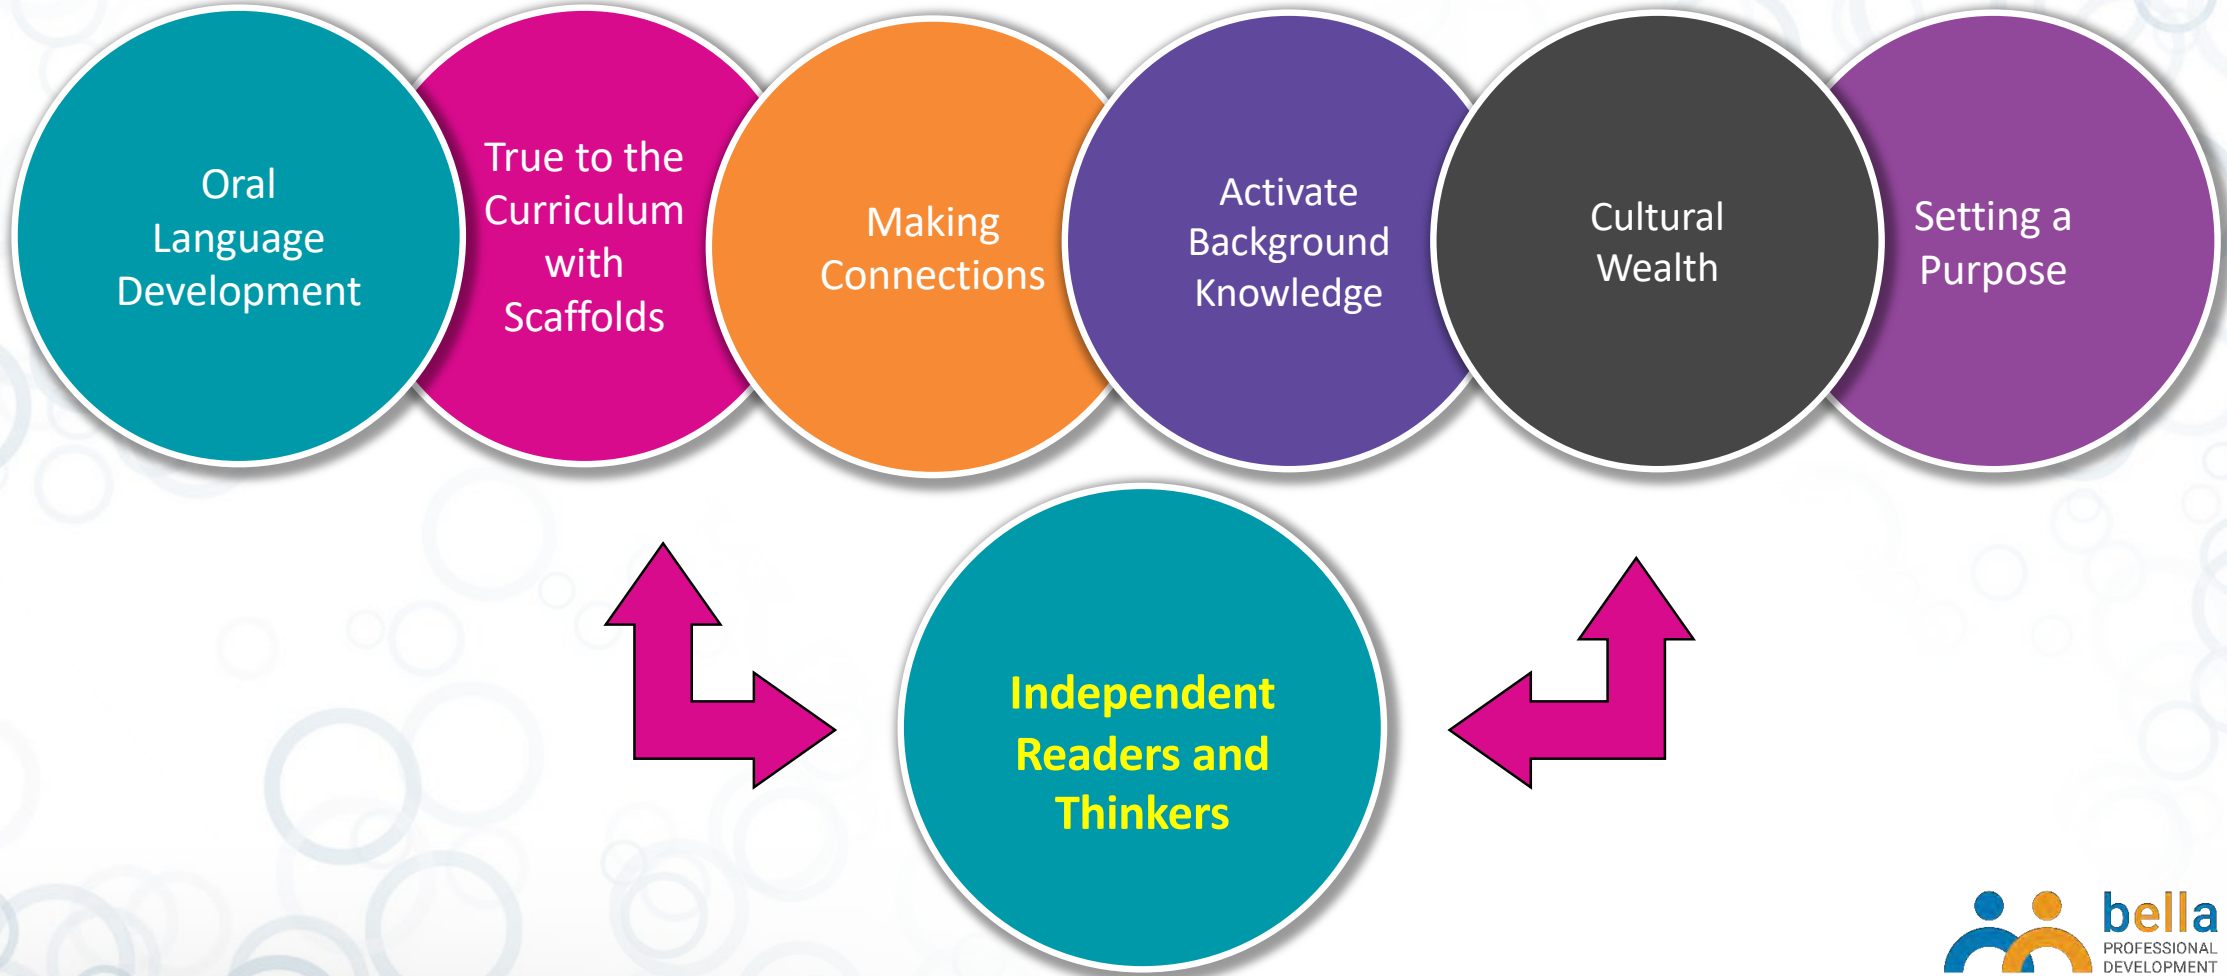 Oral
Language
Development
True to the
Curriculum
with
Scaffolds
Making
Connections
Activate
Background
Knowledge
Cultural
Wealth
Setting a
Purpose
Independent
Readers and
Thinkers
bella
PROFESSIONAL
DEVELOPMENT